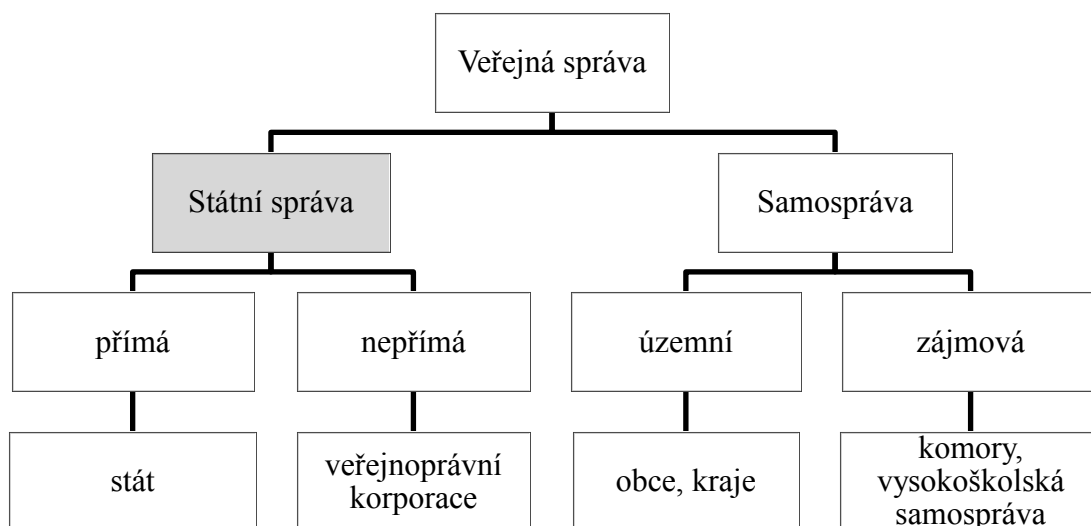 Veřejná správa
Státní správa
Samospráva
přímá
nepřímá
územní
zájmová
stát
veřejnoprávní
korporace
obce, kraje
komory,
vysokoškolská
samospráva